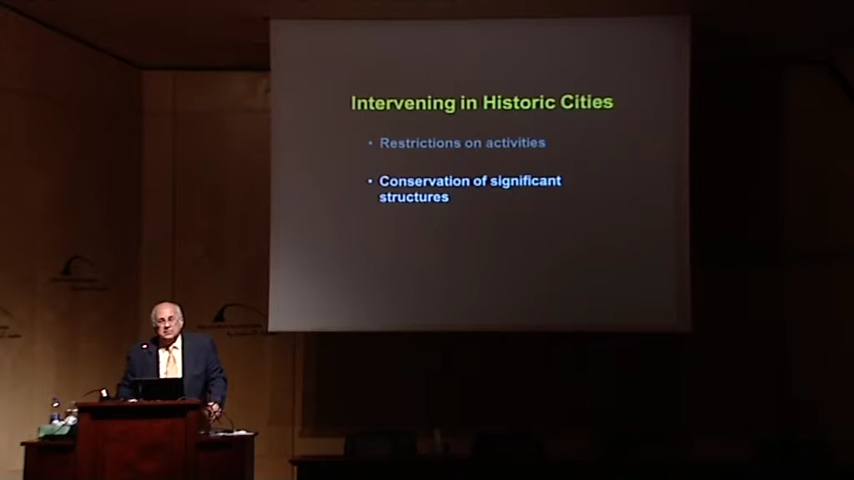 Intervening in Historic Cities
• Restrictions on activities
• Conservation of significant
structures